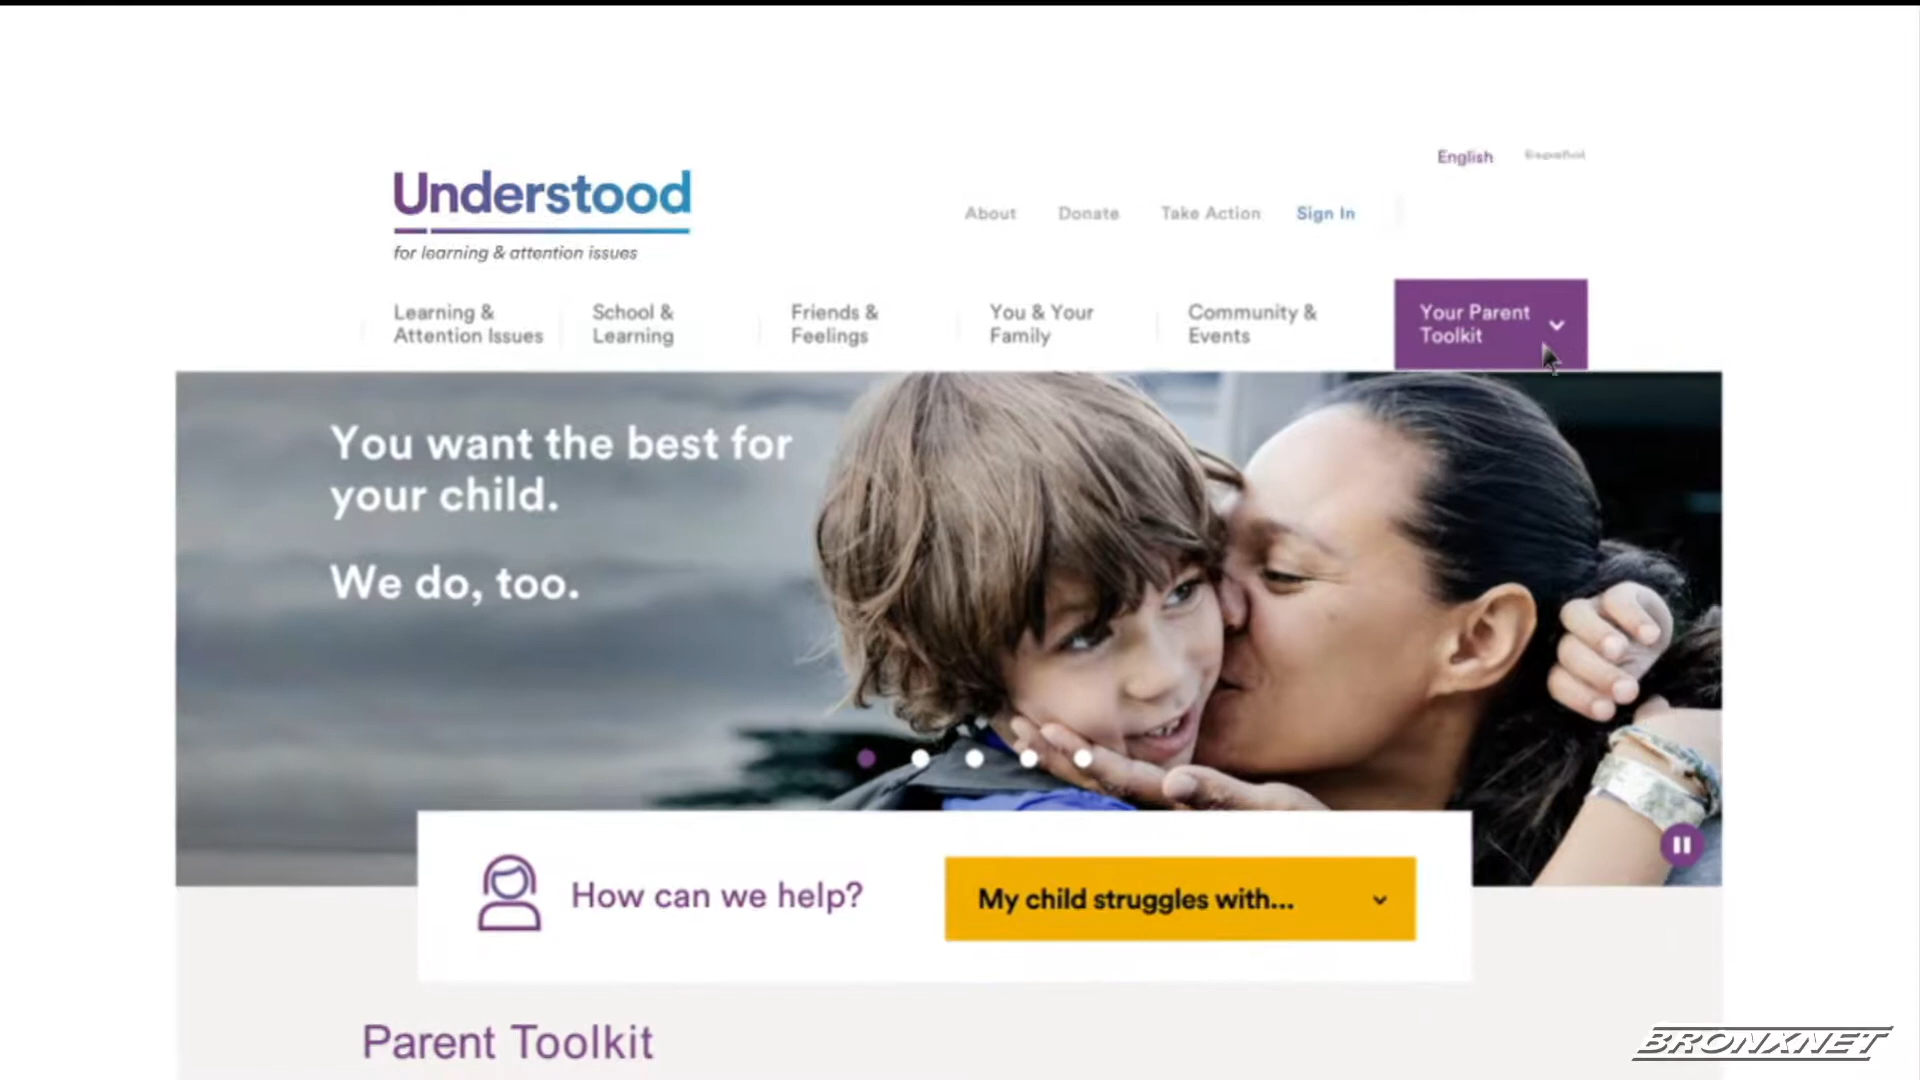 English Español
Understood
for learning & attention issues
About Donate Take Action Sign In
Learning &
Attention Issues
School &
Learning
Friends &
Feelings
You & Your
Family
Community &
Events
Your Parent
Toolkit
You want the best for
your child.
We do, too.
How can we help?
My child struggles with...
Parent Toolkit
BRONXNET